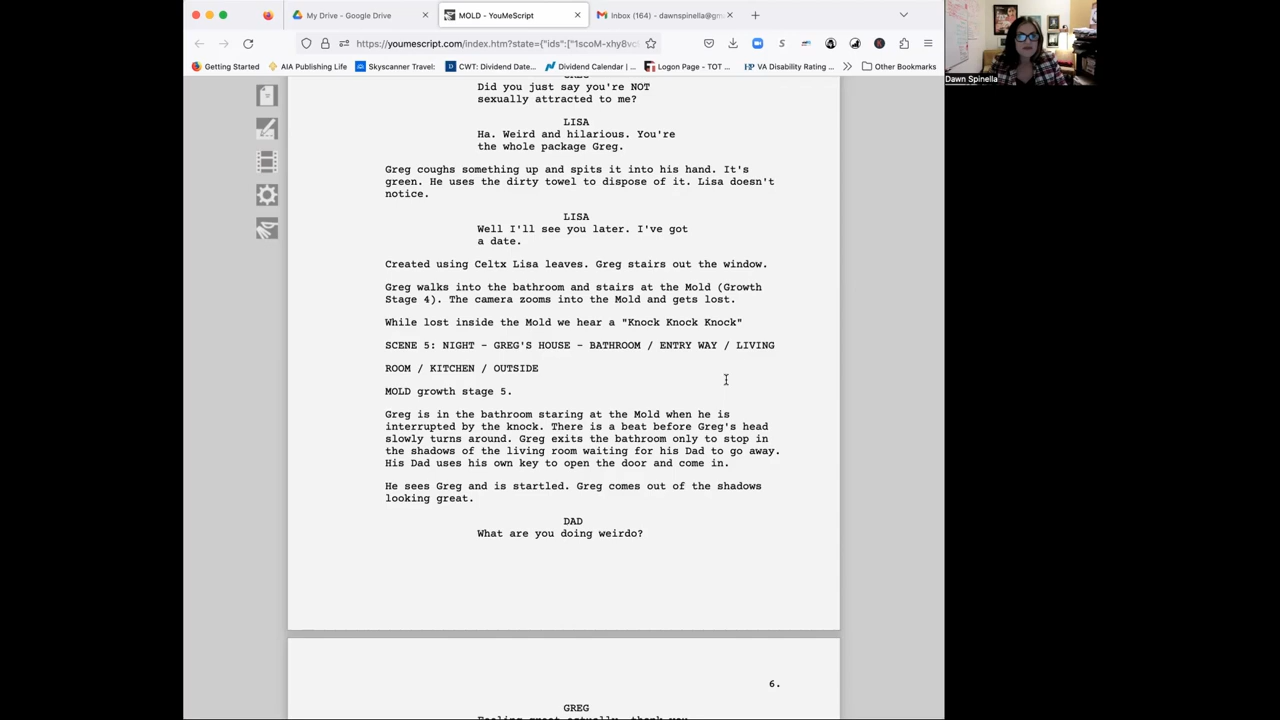 My Drive - Google Drive
MOLD - YouMeScript
Inbox (164) - dawnspinella@gm
https://youmescript.com/index.htm?state={"ids":["1scoM-xhy8vc
Getting Started
AIA Publishing Life
Skyscanner Travel:
CWT: Dividend Date...
Dividend Calendar |...
Logon Page - TOT ...
VA Disability Rating ...
Other Bookmarks
Dawn Spinella
GREG
Did you just say you're NOT
sexually attracted to me?
LISA
Ha. Weird and hilarious. You're
the whole package Greg.
Greg coughs something up and spits it into his hand. It's
green. He uses the dirty towel to dispose of it. Lisa doesn't
notice.
LISA
Well I'll see you later. I've got
a date.
Created using Celtx Lisa leaves. Greg stairs out the window.
Greg walks into the bathroom and stairs at the Mold (Growth
Stage 4). The camera zooms into the Mold and gets lost.
While lost inside the Mold we hear a "Knock Knock Knock"
SCENE 5: NIGHT - GREG'S HOUSE - BATHROOM / ENTRY WAY / LIVING
ROOM / KITCHEN / OUTSIDE
MOLD growth stage 5.
Greg is in the bathroom staring at the Mold when he is
interrupted by the knock. There is a beat before Greg's head
slowly turns around. Greg exits the bathroom only to stop in
the shadows of the living room waiting for his Dad to go away.
His Dad uses his own key to open the door and come in.
He sees Greg and is startled. Greg comes out of the shadows
looking great.
DAD
What are you doing weirdo?
6.
GREG
Feeling great actually, thank you